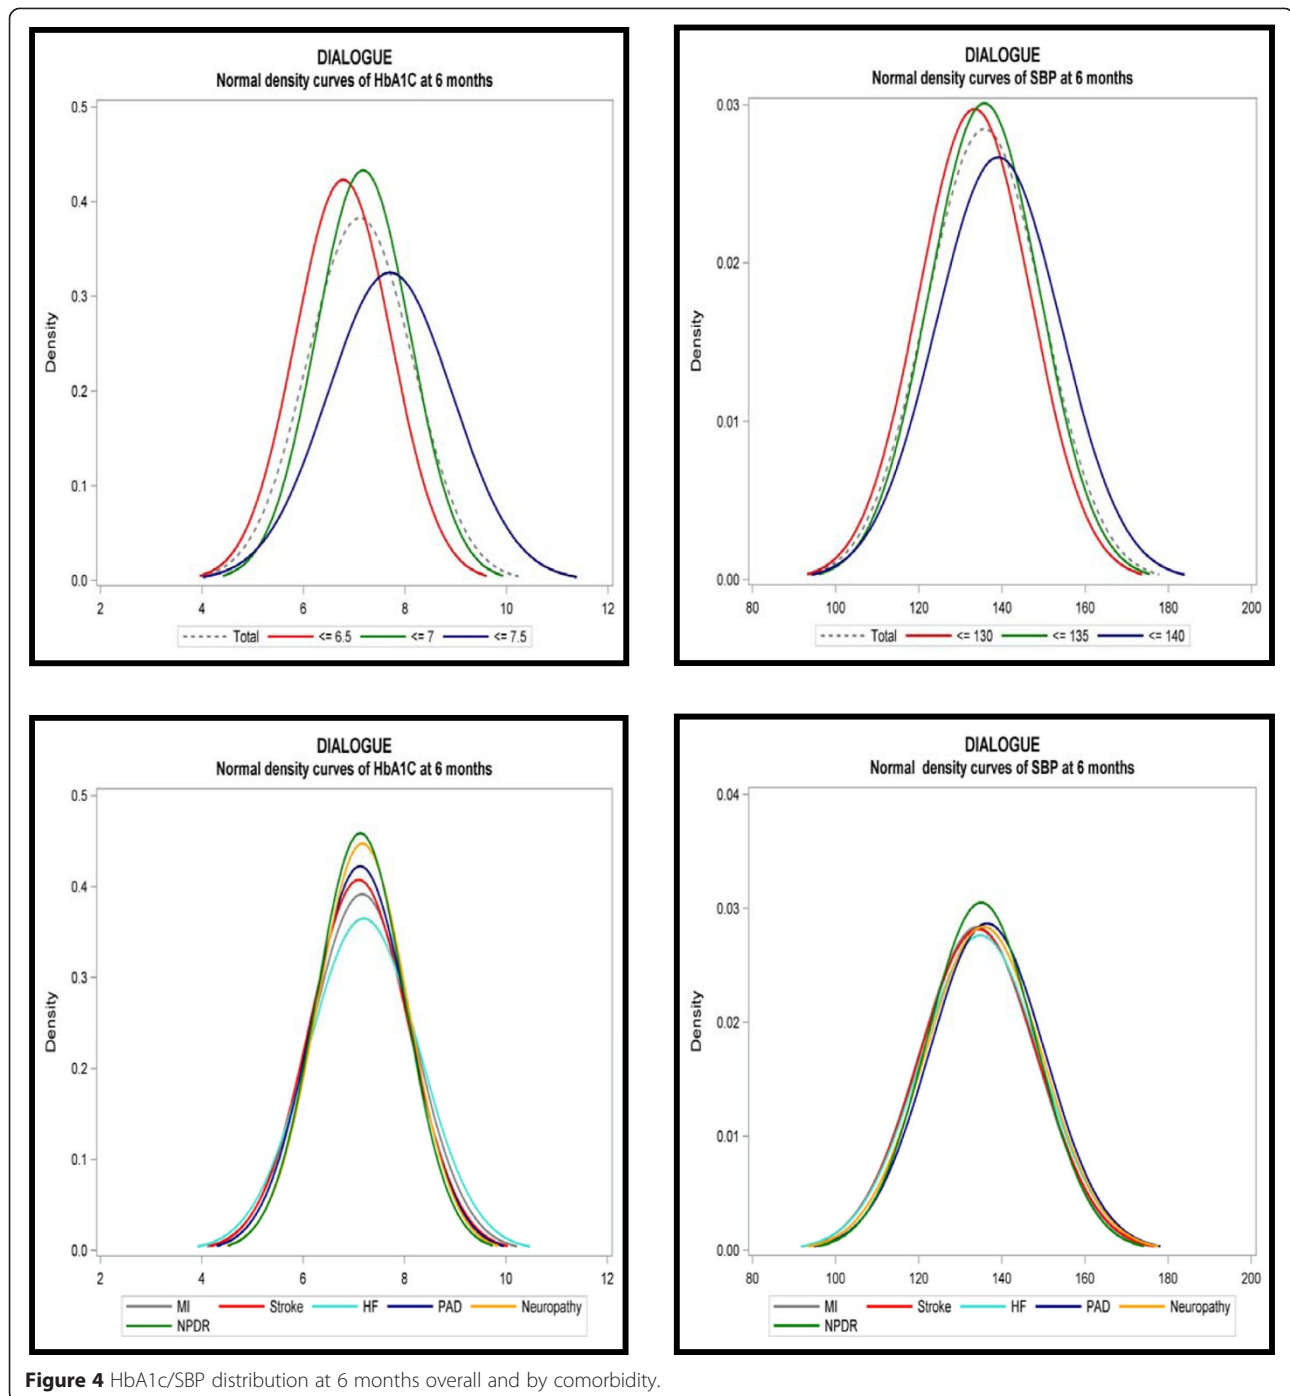 DIALOGUE
Normal density curves of HbA1C at 6 months
0.5
0.4
0.3
0.2
0.1
0.0
Density
2 4 6 8 10 12
Total <= 6.5 <= 7 <= 7.5
DIALOGUE
Normal density curves of SBP at 6 months
0.03
0.02
0.01
0.00
Density
80 100 120 140 160 180 200
Total <= 130 <= 135 <= 140
DIALOGUE
Normal density curves of HbA1C at 6 months
0.5
0.4
0.3
0.2
0.1
0.0
Density
2 4 6 8 10 12
MI Stroke HF PAD Neuropathy
NPDR
DIALOGUE
Normal density curves of SBP at 6 months
0.04
0.03
0.02
0.01
0.00
Density
80 100 120 140 160 180 200
MI Stroke HF PAD Neuropathy
NPDR
Figure 4 HbA1c/SBP distribution at 6 months overall and by comorbidity.